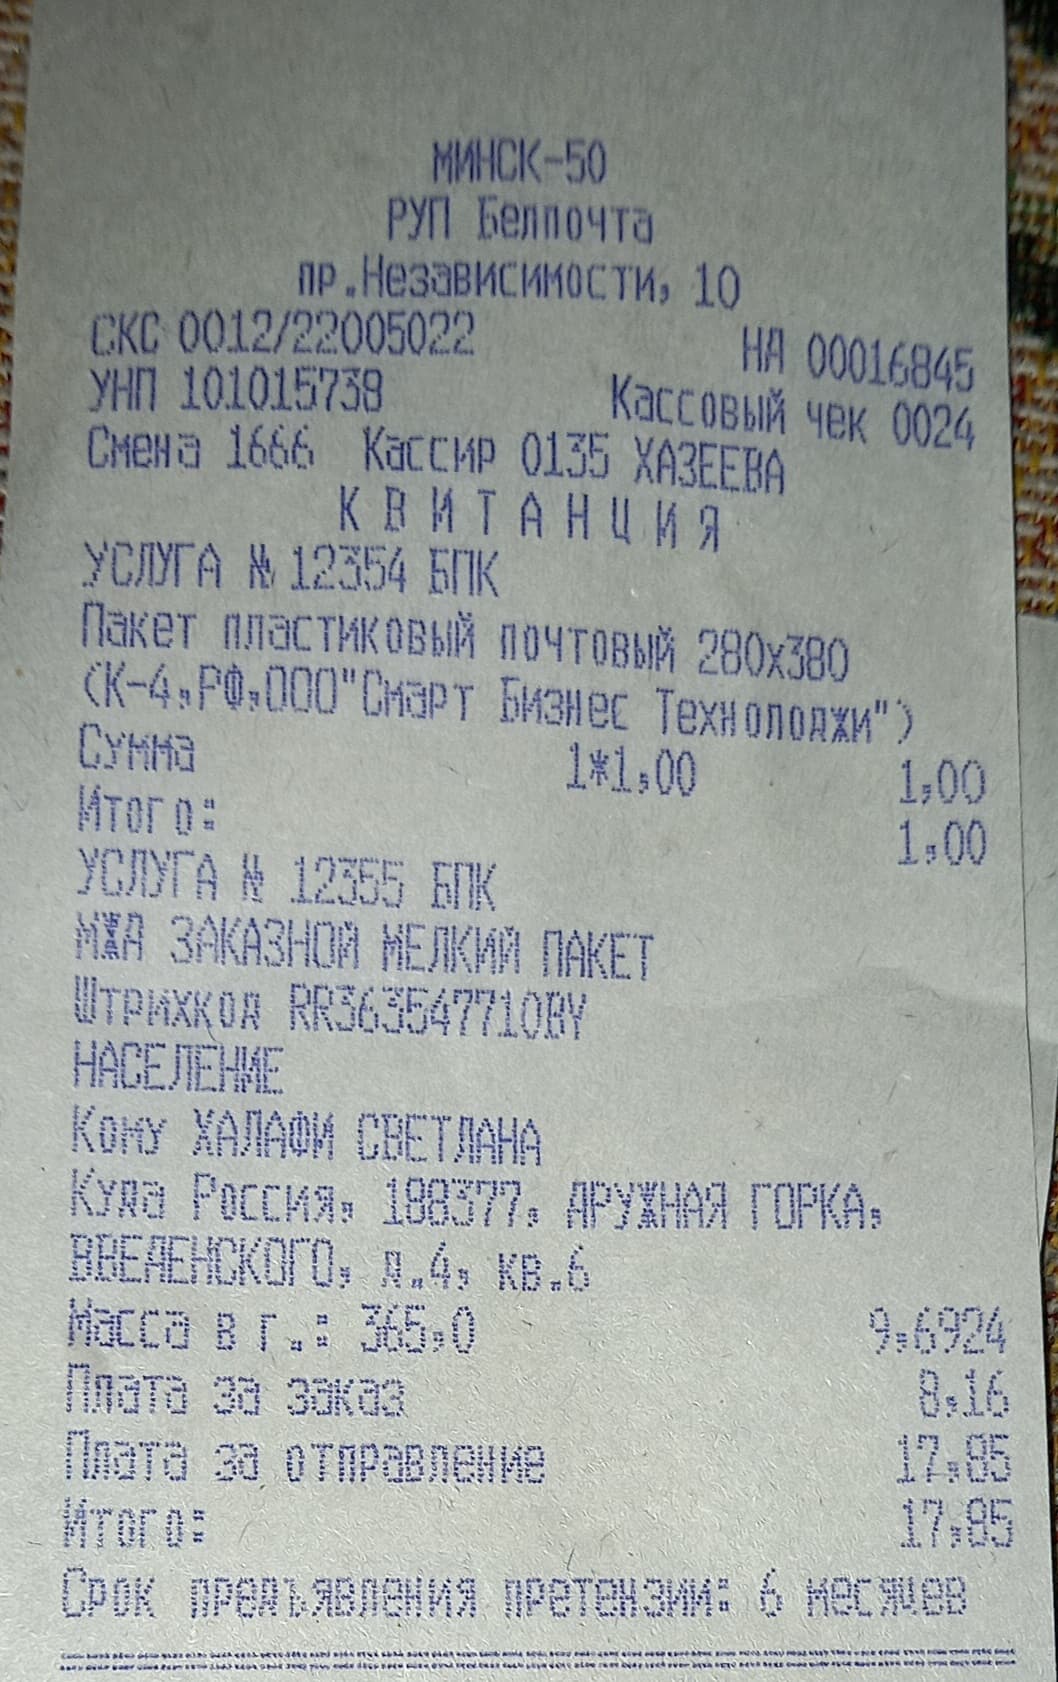 МИНСК-50
РУП Белпочта
пр.Независимости, 10
СКС 0012/22005022 НД 00016845
УНП 101015738 Кассовый чек 0024
Смена 1666 Кассир 0135 ХАЗЕЕВА
КВИТАНЦИЯ
УСЛУГА № 12354 БПК
Пакет пластиковый почтовый 280х380
(К-4,РФ,ООО"Смарт Бизнес Технолоджи")
Сумма 1*1,00 1,00
Итого: 1,00
УСЛУГА № 12355 БПК
МЖД ЗАКАЗНОЙ МЕЛКИЙ ПАКЕТ
Штрихкод RR363547710BY
НАСЕЛЕНИЕ
Кому ХАЛАФИ СВЕТЛАНА
Куда Россия, 188377, ДРУЖНАЯ ГОРКА,
ВВЕДЕНСКОГО, д.4, кв.6
Масса в г.: 365,0 9,6924
Плата за заказ 8,16
Плата за отправление 17,85
Итого: 17,85
Срок предъявления претензии: 6 месяцев